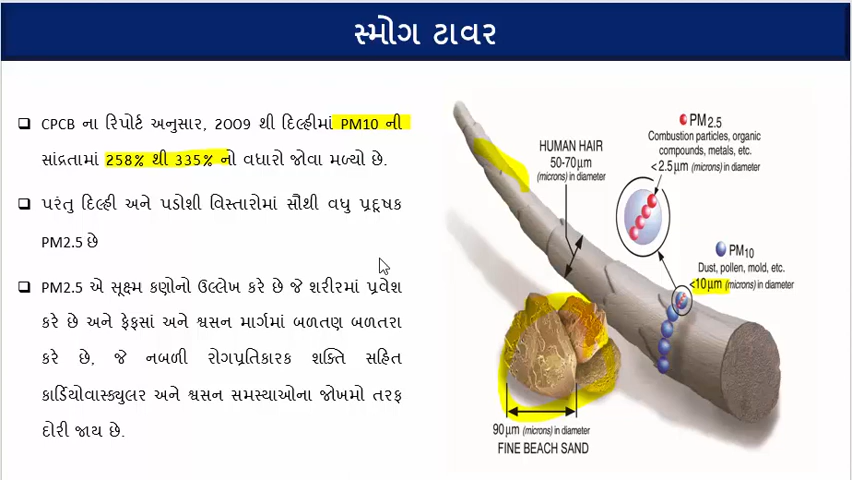 સ્મોગ ટાવર
CPCB ના રિપોર્ટ અનુસાર, 2009 થી દિલ્હીમાં PM10 ની
સાંદ્રતામાં 258% થી 335% નો વધારો જોવા મળ્યો છે.
પરંતુ દિલ્હી અને પડોશી વિસ્તારોમાં સૌથી વધુ પ્રદૂષક
PM2.5 છે
PM2.5 એ સૂક્ષ્મ કણોનો ઉલ્લેખ કરે છે જે શરીરમાં પ્રવેશ
કરે છે અને ફેફસાં અને શ્વસન માર્ગમાં બળતણ બળતરા
કરે છે, જે નબળી રોગપ્રતિકારક શક્તિ સહિત
કાર્ડિયોવાસ્ક્યુલર અને શ્વસન સમસ્યાઓના જોખમો તરફ
દોરી જાય છે.
PM2.5
Combustion particles, organic
compounds, metals, etc.
<2.5μm (microns) in diameter
HUMAN HAIR
50-70μm
(microns) in diameter
PM10
Dust, pollen, mold, etc.
<10μm (microns) in diameter
90μm (microns) in diameter
FINE BEACH SAND